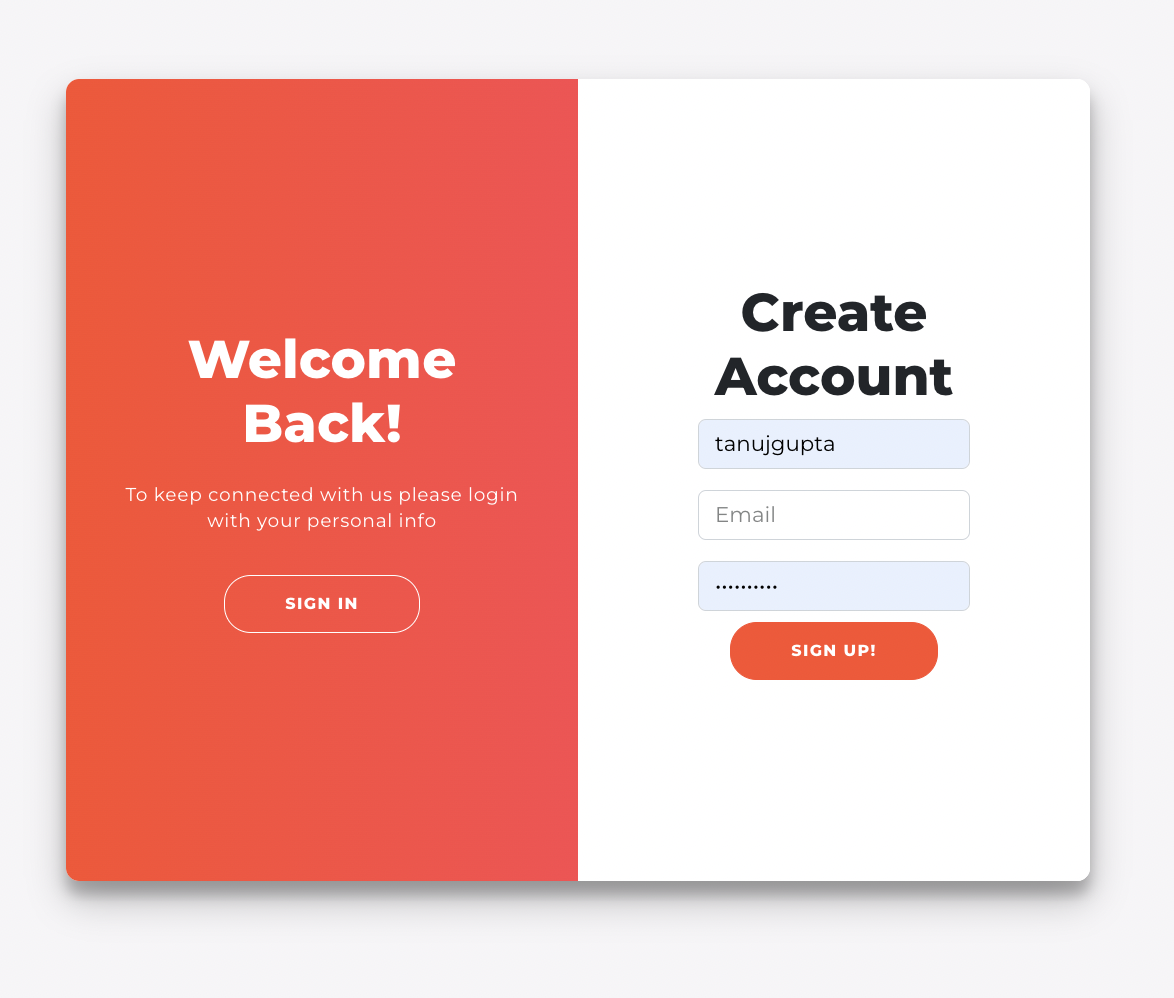 Welcome
Back!
To keep connected with us please login
with your personal info
SIGN IN
Create
Account
tanujgupta
Email
••••••••••
SIGN UP!